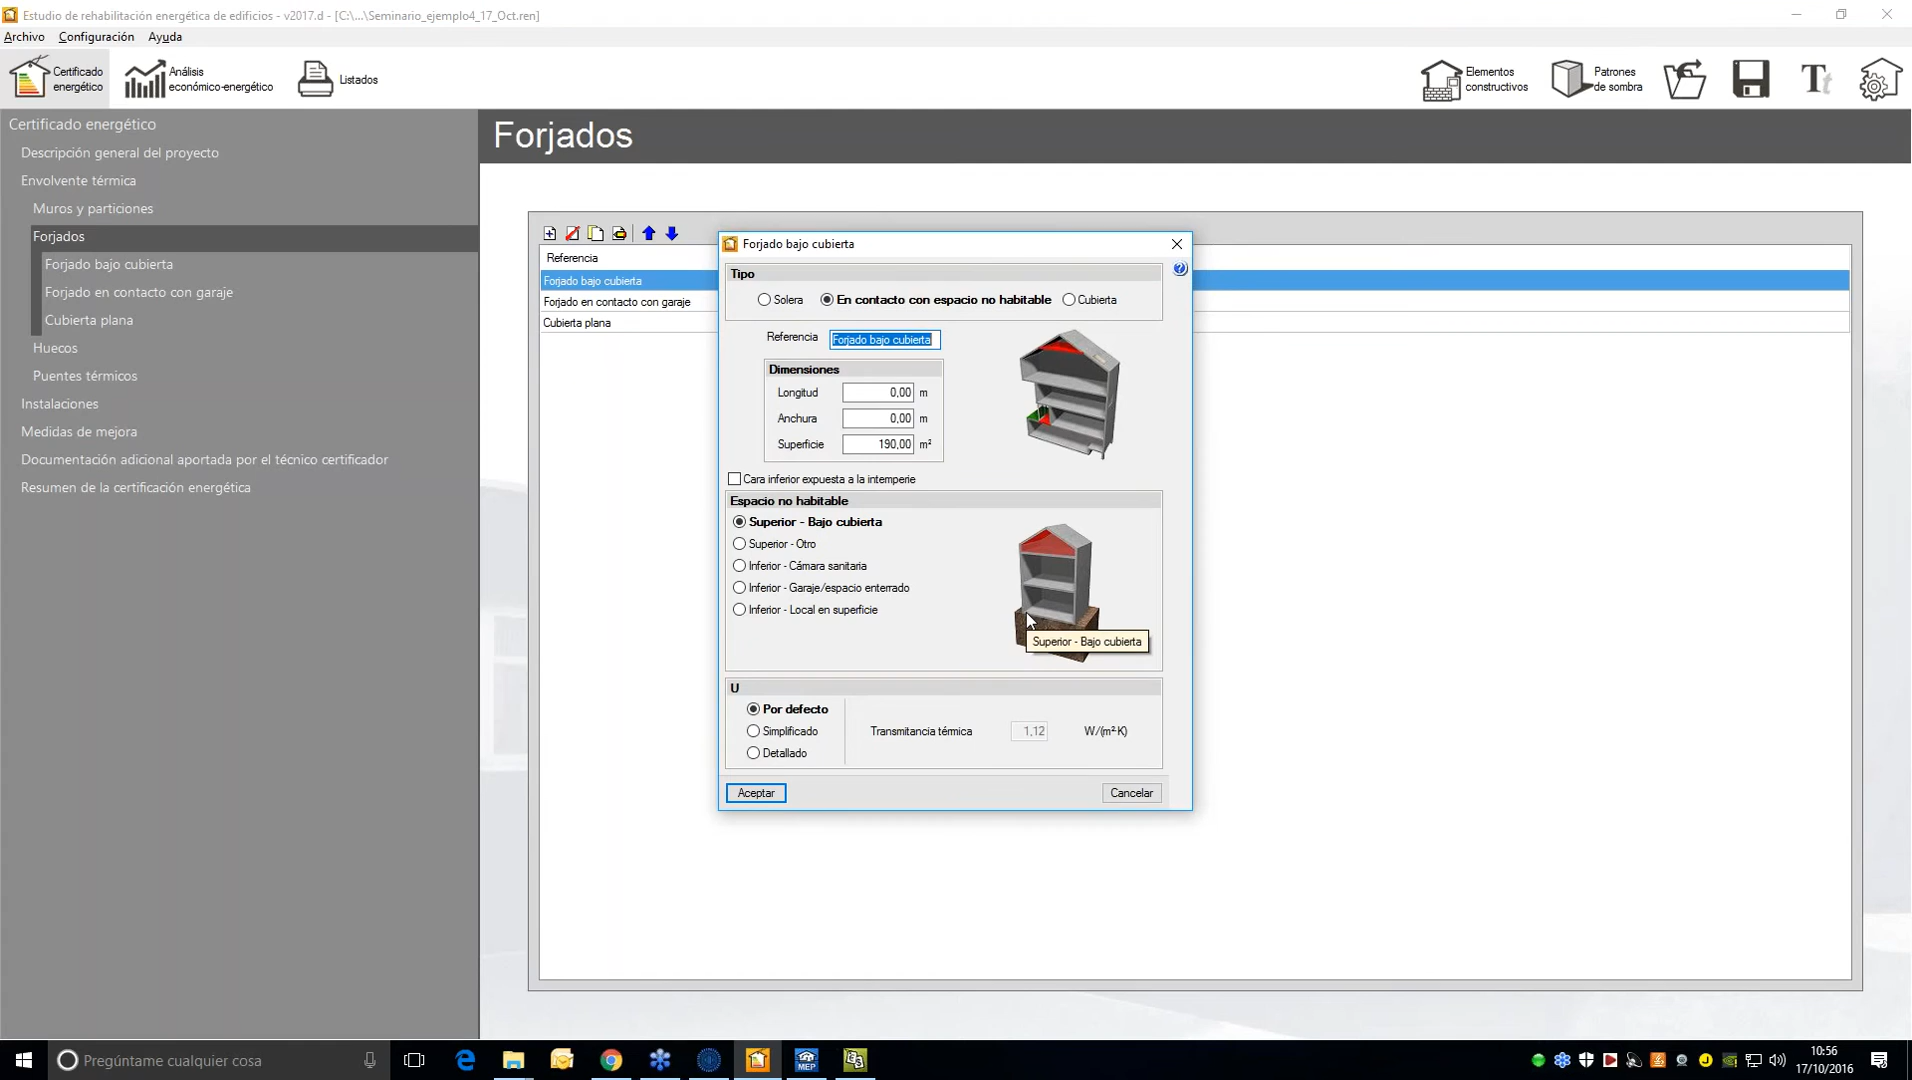 Estudio de rehabilitación energética de edificios - v2017.d - [C:\...\Seminario_ejemplo4_17_Oct.ren]
Archivo Configuración Ayuda
Certificado energético
Análisis económico-energético
Listados
Elementos constructivos
Patrones de sombra
Certificado energético
Descripción general del proyecto
Envolvente térmica
Muros y particiones
Forjados
Forjado bajo cubierta
Forjado en contacto con garaje
Cubierta plana
Huecos
Puentes térmicos
Instalaciones
Medidas de mejora
Documentación adicional aportada por el técnico certificador
Resumen de la certificación energética
Forjados
Referencia
Forjado bajo cubierta
Forjado en contacto con garaje
Cubierta plana
Forjado bajo cubierta
Tipo
Solera En contacto con espacio no habitable Cubierta
Referencia Forjado bajo cubierta
Dimensiones
Longitud 0,00 m
Anchura 0,00 m
Superficie 190,00 m²
Cara inferior expuesta a la intemperie
Espacio no habitable
Superior - Bajo cubierta
Superior - Otro
Inferior - Cámara sanitaria
Inferior - Garaje/espacio enterrado
Inferior - Local en superficie
Superior - Bajo cubierta
U
Por defecto
Simplificado
Detallado
Transmitancia térmica 1,12 W/(m²·K)
Aceptar Cancelar
Pregúntame cualquier cosa
MEP
10:56
17/10/2016